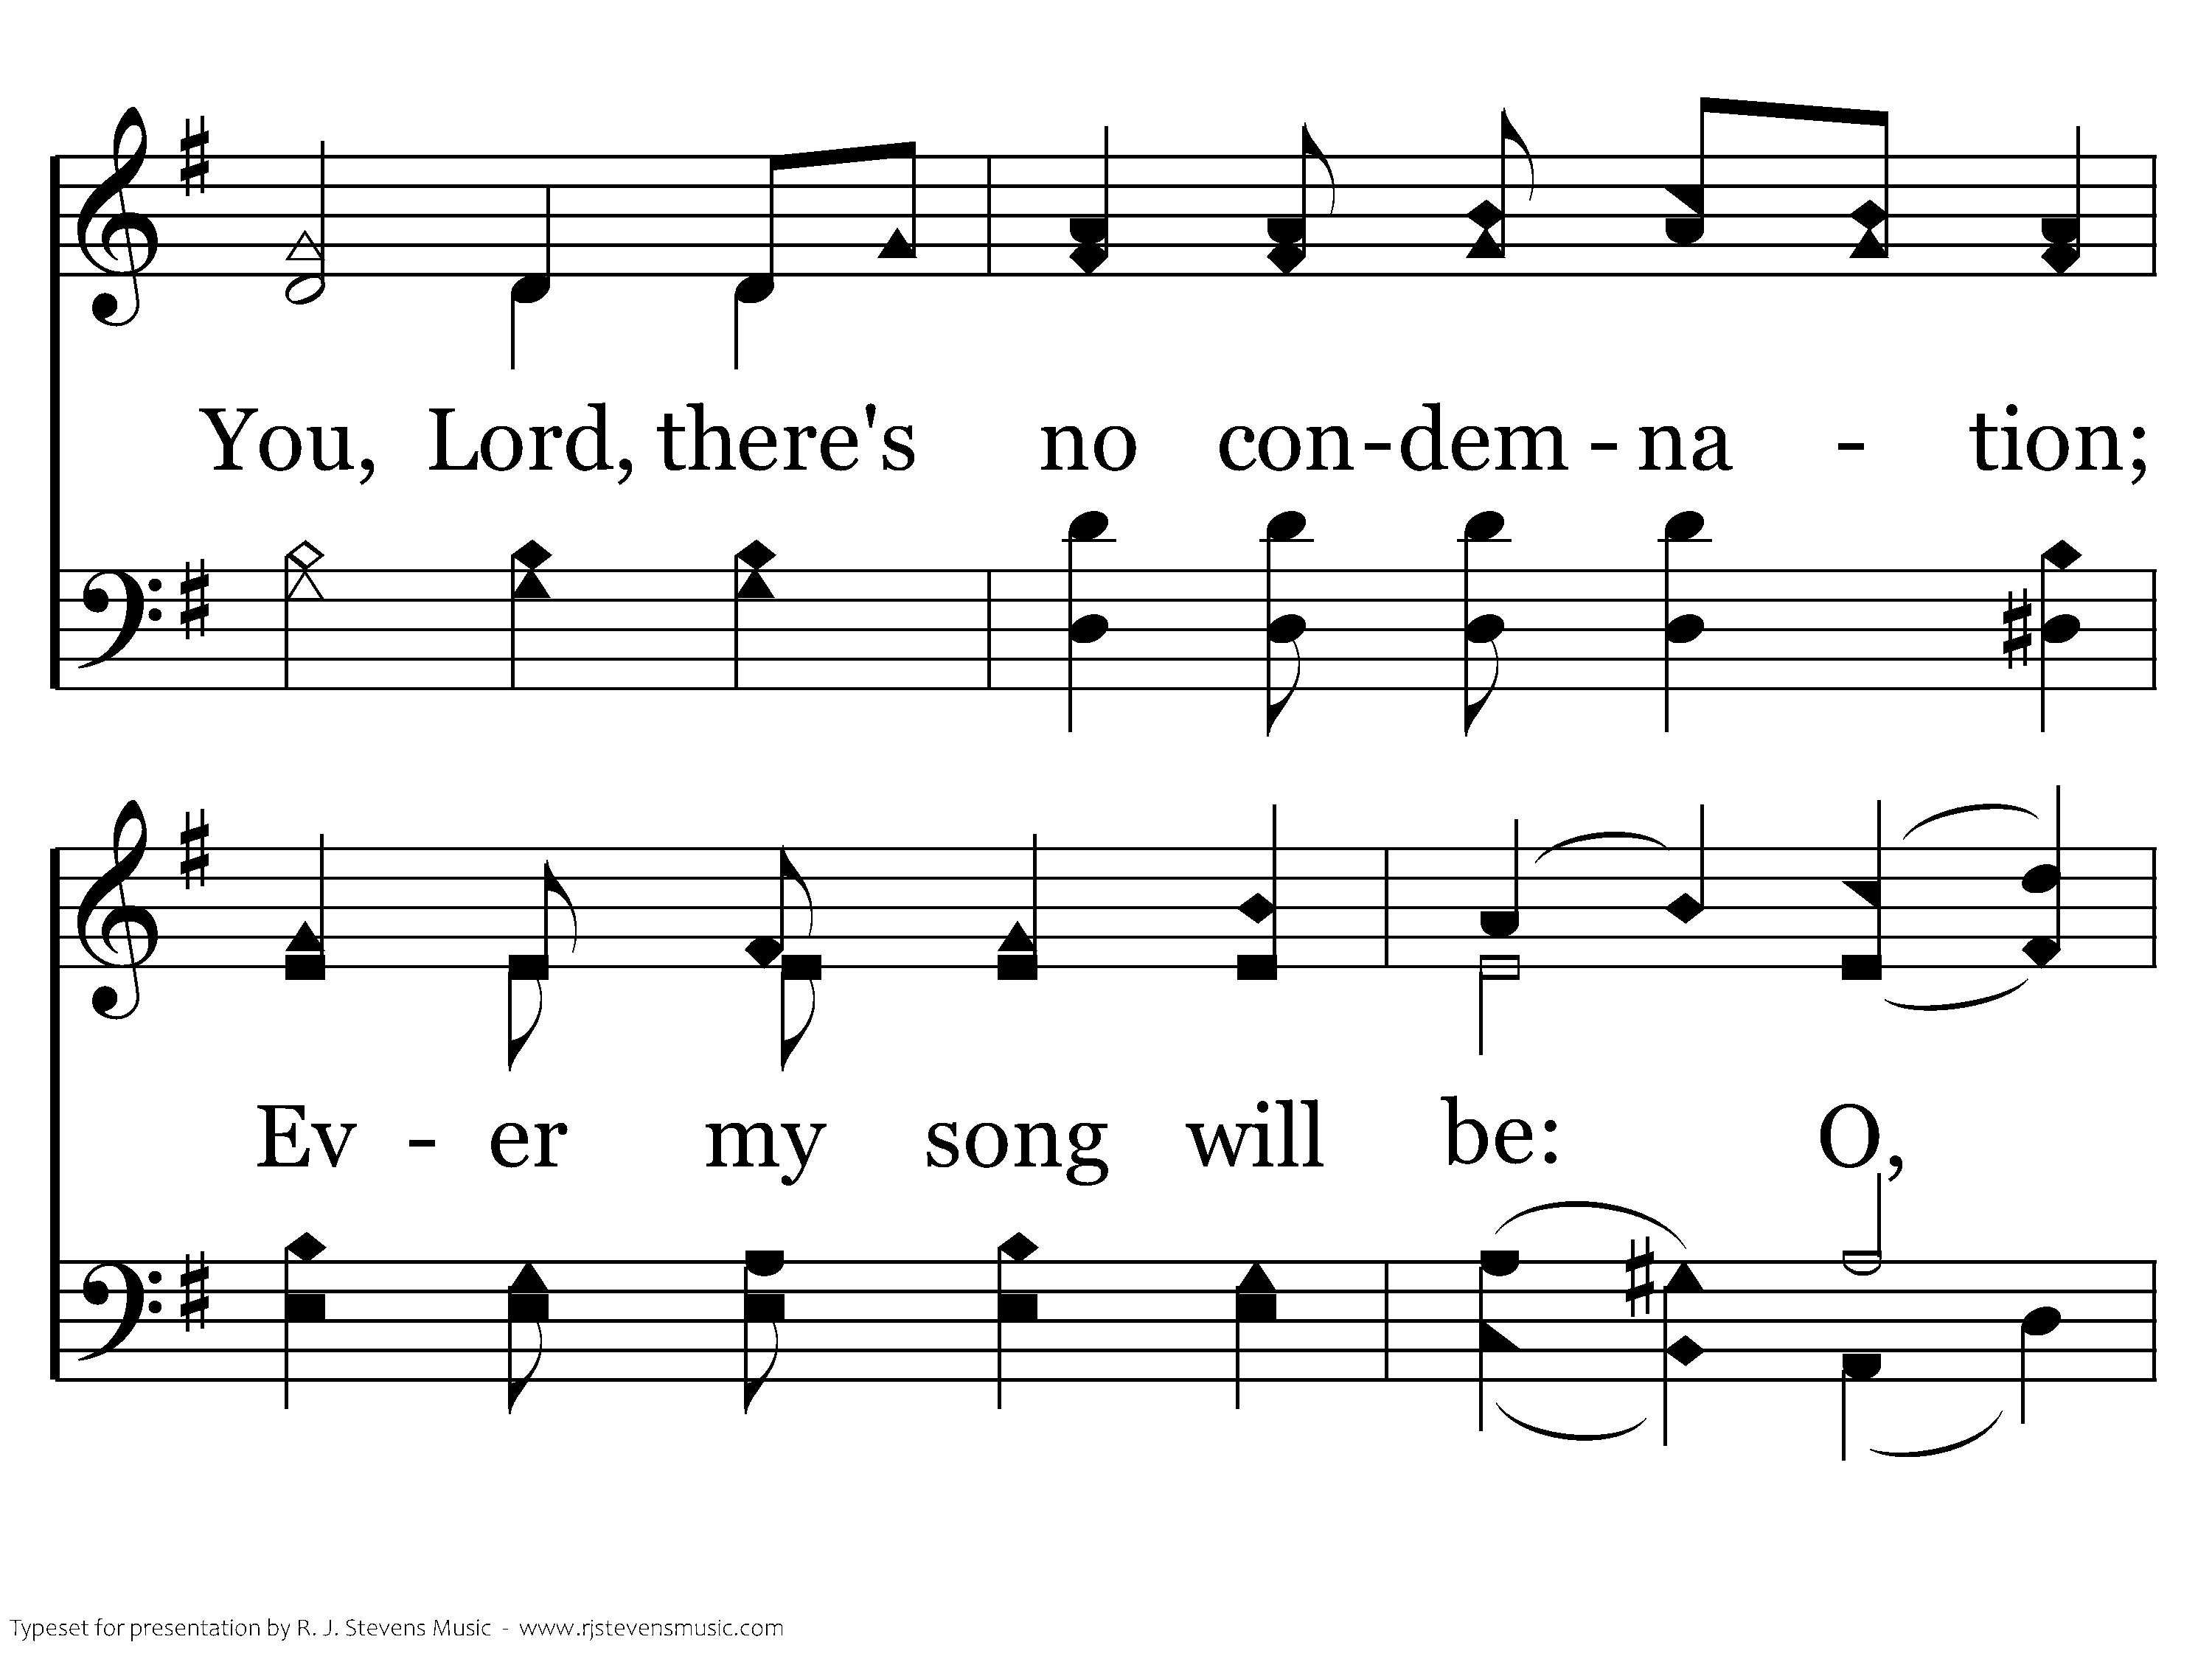 You, Lord, there's no con-dem-na - tion;
Ev - er my song will be: O,
Typeset for presentation by R. J. Stevens Music - www.rjstevensmusic.com